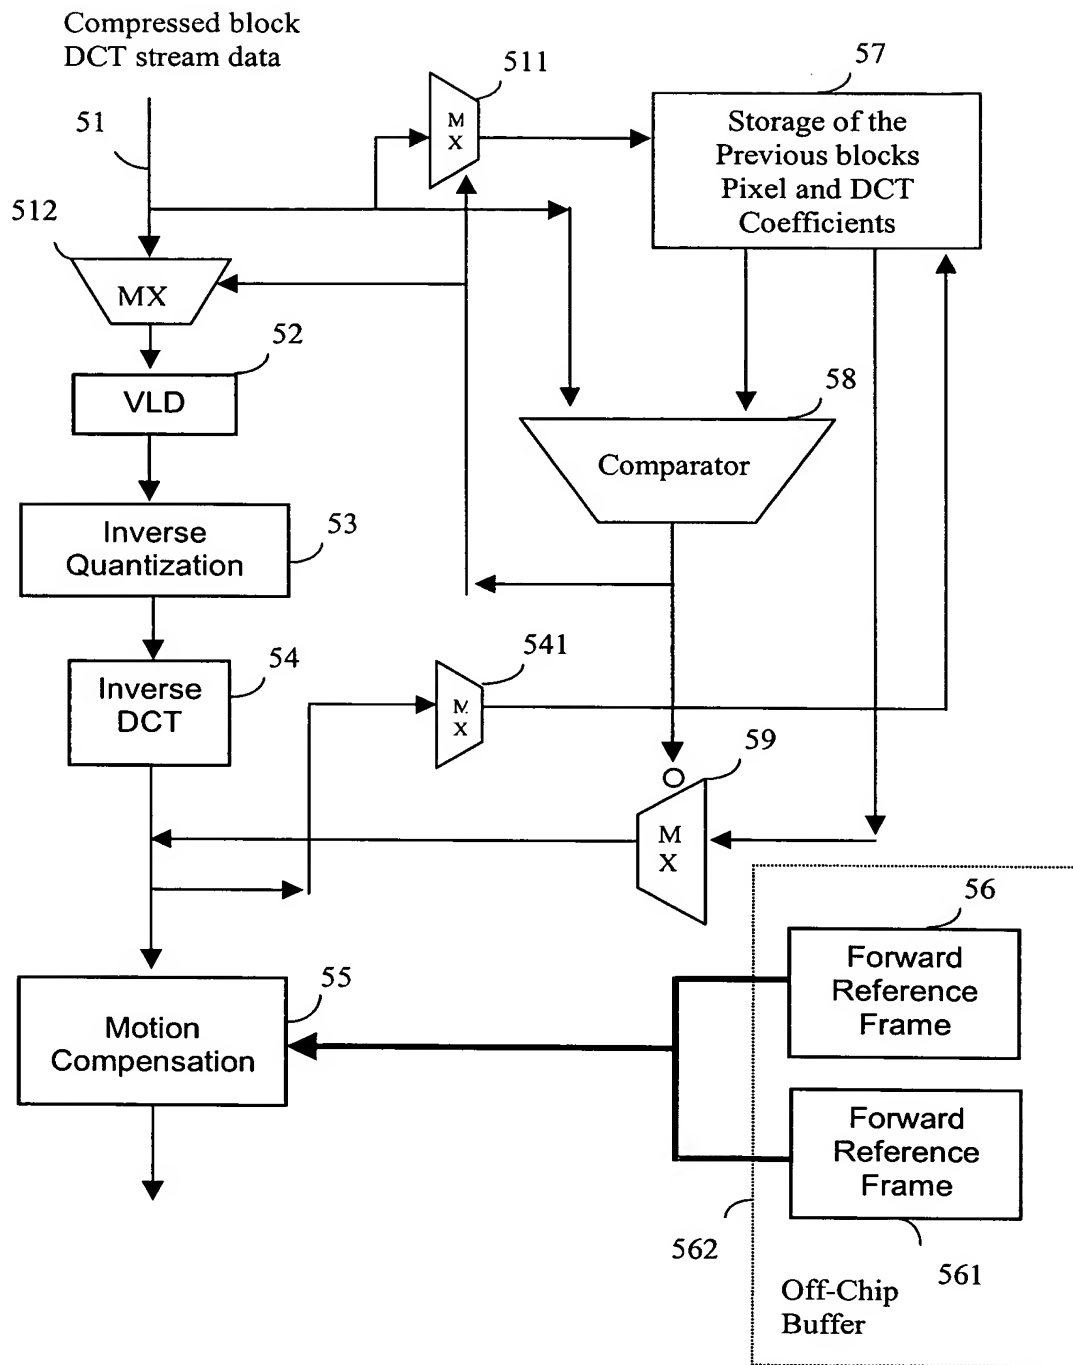 Compressed block
DCT stream data
51
511
M
X
57
Storage of the
Previous blocks
Pixel and DCT
Coefficients
512
MX
52
VLD
58
Comparator
Inverse
Quantization
53
54
Inverse
DCT
541
M
X
59
M
X
56
Forward
Reference
Frame
55
Motion
Compensation
Forward
Reference
Frame
562
561
Off-Chip
Buffer